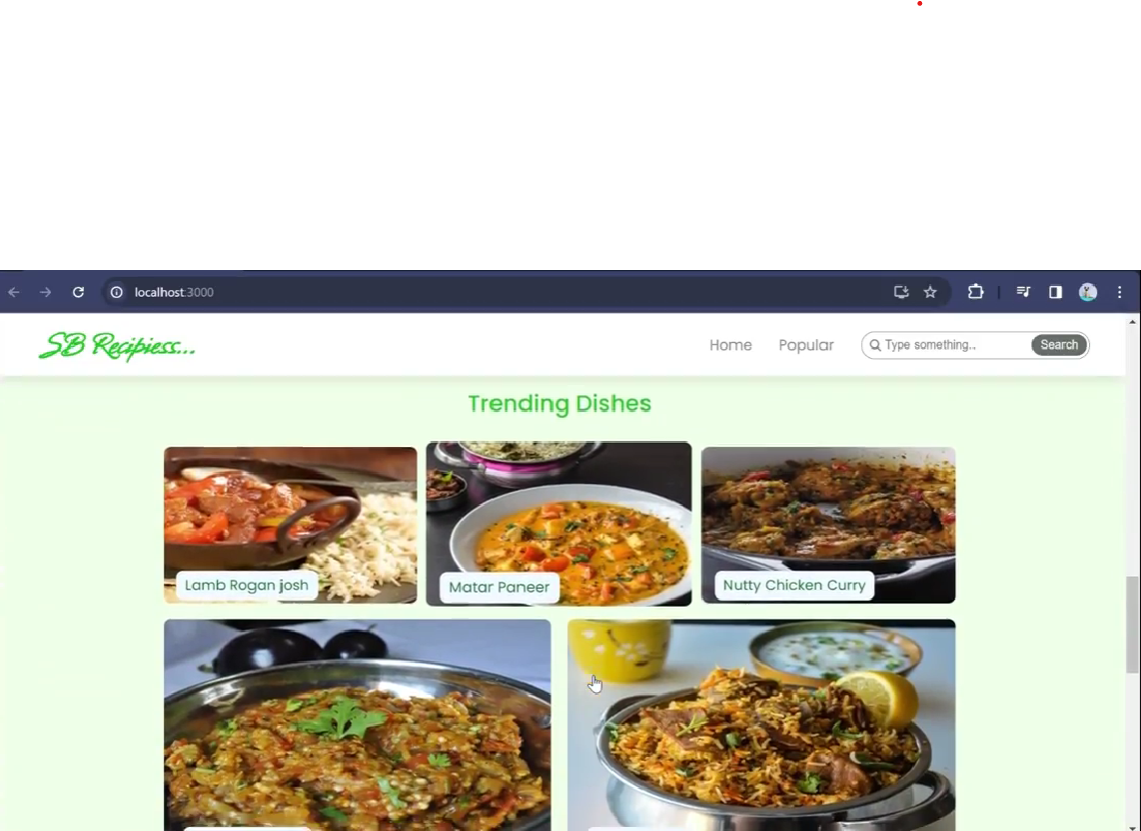 localhost:3000
SB Recipiess...
Home
Popular
Type something..
Search
Trending Dishes
Lamb Rogan josh
Matar Paneer
Nutty Chicken Curry